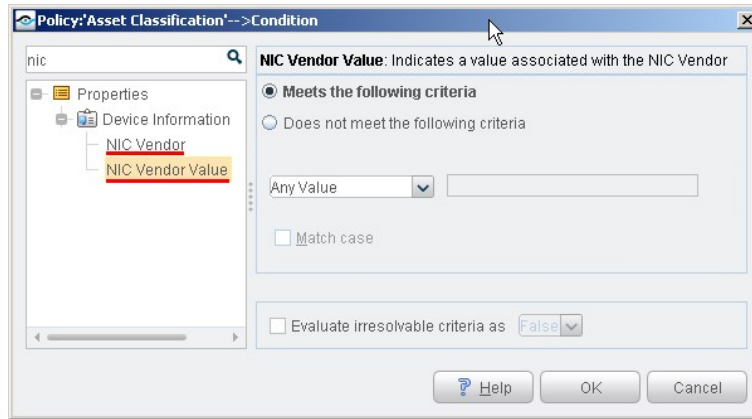 Policy:'Asset Classification'-->Condition
nic
Properties
Device Information
NIC Vendor
NIC Vendor Value
NIC Vendor Value: Indicates a value associated with the NIC Vendor
Meets the following criteria
Does not meet the following criteria
Any Value
Match case
Evaluate irresolvable criteria as False
Help
OK
Cancel